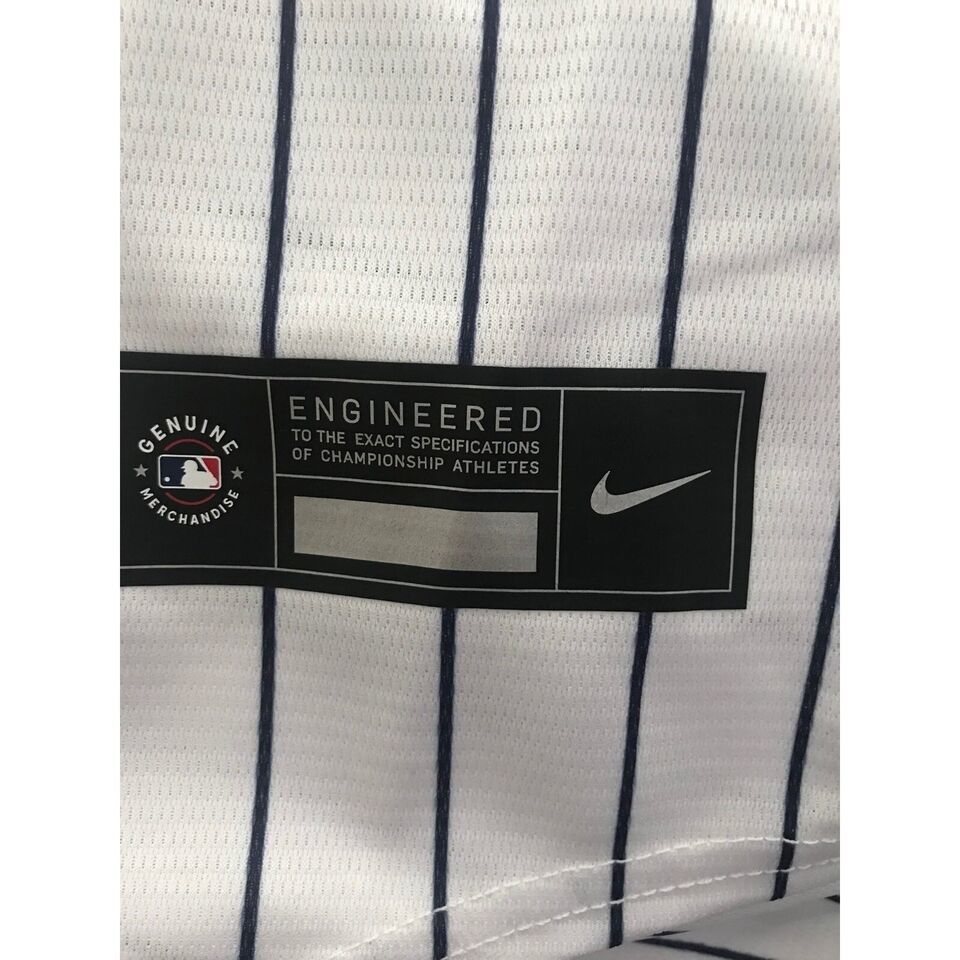 GENUINE
MERCHANDISE
ENGINEERED
TO THE EXACT SPECIFICATIONS
OF CHAMPIONSHIP ATHLETES